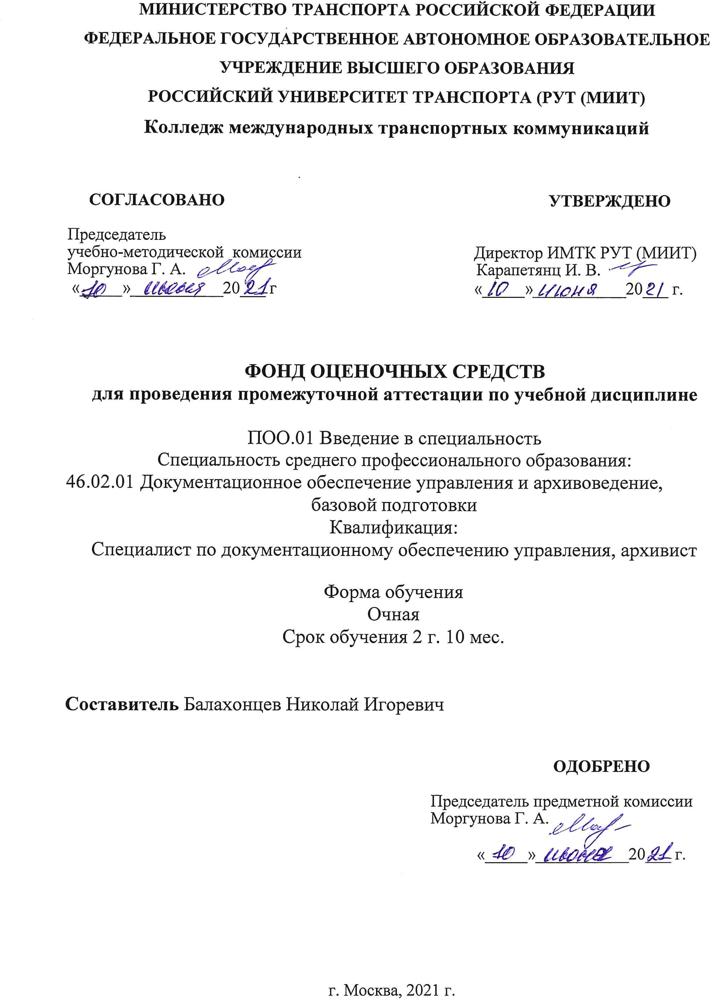 МИНИСТЕРСТВО ТРАНСПОРТА РОССИЙСКОЙ ФЕДЕРАЦИИ
ФЕДЕРАЛЬНОЕ ГОСУДАРСТВЕННОЕ АВТОНОМНОЕ ОБРАЗОВАТЕЛЬНОЕ
УЧРЕЖДЕНИЕ ВЫСШЕГО ОБРАЗОВАНИЯ
РОССИЙСКИЙ УНИВЕРСИТЕТ ТРАНСПОРТА (РУТ (МИИТ)
Колледж международных транспортных коммуникаций
СОГЛАСОВАНО
Председатель
учебно-методической комиссии
Моргунова Г. А.
«10» июня 2021г
УТВЕРЖДЕНО
Директор ИМТК РУТ (МИИТ)
Карапетянц И. В.
«10» июня 2021 г.
ФОНД ОЦЕНОЧНЫХ СРЕДСТВ
для проведения промежуточной аттестации по учебной дисциплине
ПОО.01 Введение в специальность
Специальность среднего профессионального образования:
46.02.01 Документационное обеспечение управления и архивоведение,
базовой подготовки
Квалификация:
Специалист по документационному обеспечению управления, архивист
Форма обучения
Очная
Срок обучения 2 г. 10 мес.
Составитель Балахонцев Николай Игоревич
ОДОБРЕНО
Председатель предметной комиссии
Моргунова Г. А.
«10» июня 2021 г.
г. Москва, 2021 г.